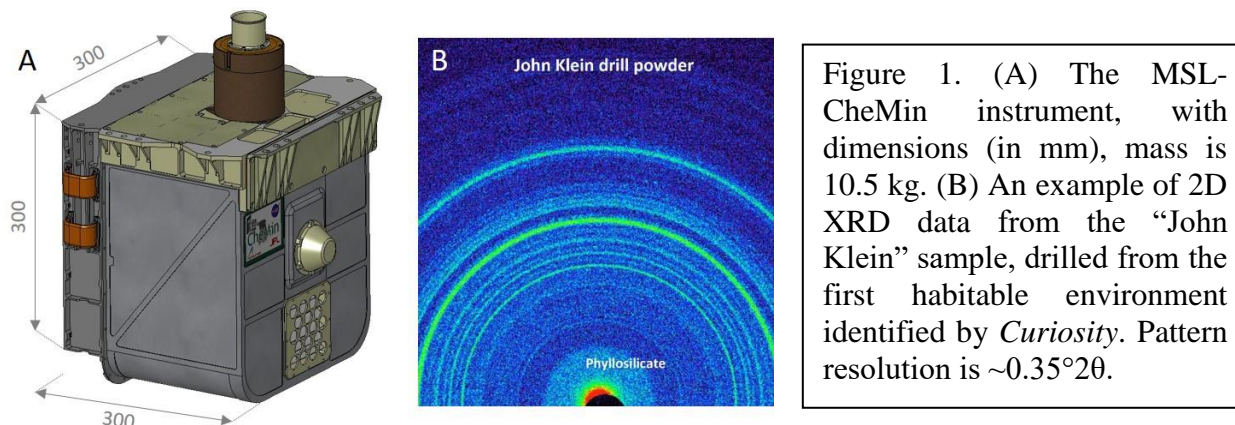 A
300
300
300
CheMin
JPL
B
John Klein drill powder
Phyllosilicate
Figure 1. (A) The MSL-
CheMin instrument, with
dimensions (in mm), mass is
10.5 kg. (B) An example of 2D
XRD data from the “John
Klein” sample, drilled from the
first habitable environment
identified by Curiosity. Pattern
resolution is ~0.35°2θ.